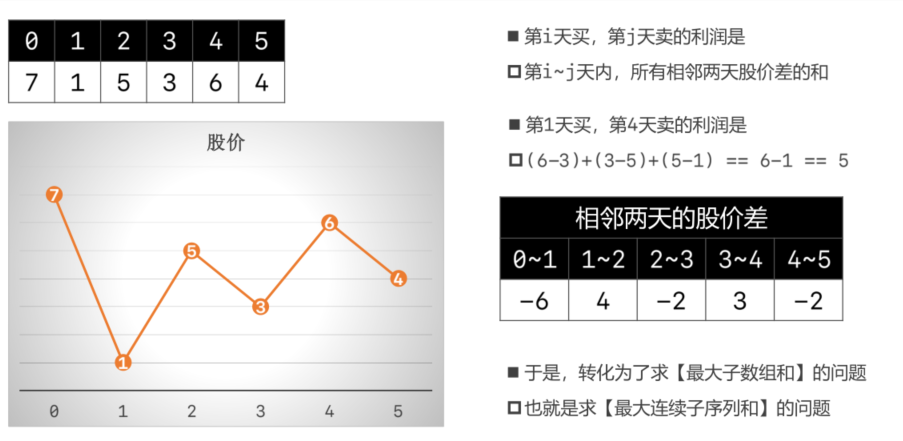 0 1 2 3 4 5
7 1 5 3 6 4
股价
7
1
5
3
6
4
0 1 2 3 4 5
■ 第i天买，第j天卖的利润是
第i~j天内，所有相邻两天股价差的和
■ 第1天买，第4天卖的利润是
(6-3)+(3-5)+(5-1) == 6-1 == 5
相邻两天的股价差
0~1 1~2 2~3 3~4 4~5
-6 4 -2 3 -2
■ 于是，转化为了求【最大子数组和】的问题
也就是求【最大连续子序列和】的问题